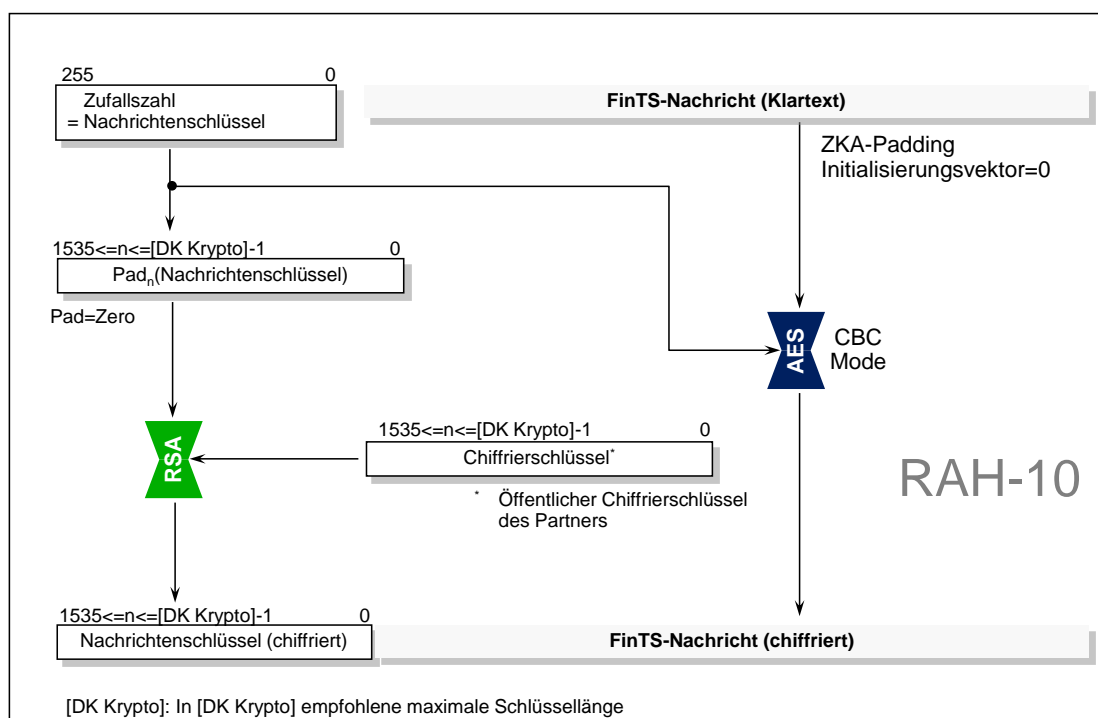 255 0
Zufallszahl
= Nachrichtenschlüssel
FinTS-Nachricht (Klartext)
ZKA-Padding
Initialisierungsvektor=0
1535<=n<=[DK Krypto]-1 0
Padn(Nachrichtenschlüssel)
Pad=Zero
AES
CBC
Mode
1535<=n<=[DK Krypto]-1 0
Chiffrierschlüssel*
RSA
* Öffentlicher Chiffrierschlüssel
des Partners
RAH-10
1535<=n<=[DK Krypto]-1 0
Nachrichtenschlüssel (chiffriert)
FinTS-Nachricht (chiffriert)
[DK Krypto]: In [DK Krypto] empfohlene maximale Schlüssellänge